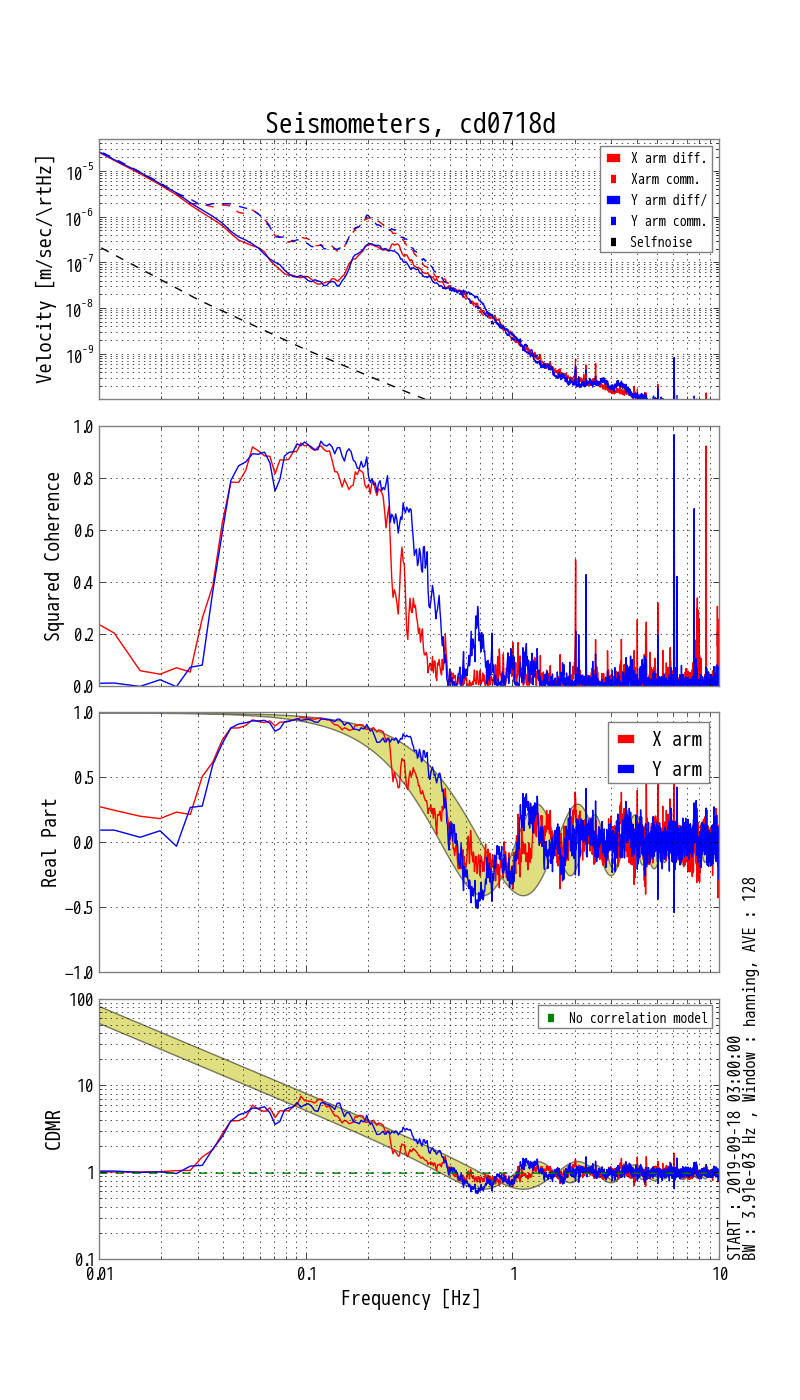 Seismometers, cd0718d
Velocity [m/sec/\rtHz]
10^-5
10^-6
10^-7
10^-8
10^-9
X arm diff.
Xarm comm.
Y arm diff/
Y arm comm.
Selfnoise
Squared Coherence
1.0
0.8
0.6
0.4
0.2
0.0
Real Part
1.0
0.5
0.0
−0.5
−1.0
X arm
Y arm
CDMR
100
10
1
0.1
No correlation model
0.01
0.1
1
10
Frequency [Hz]
START : 2019-09-18 03:00:00
BW : 3.91e-03 Hz , Window : hanning, AVE : 128